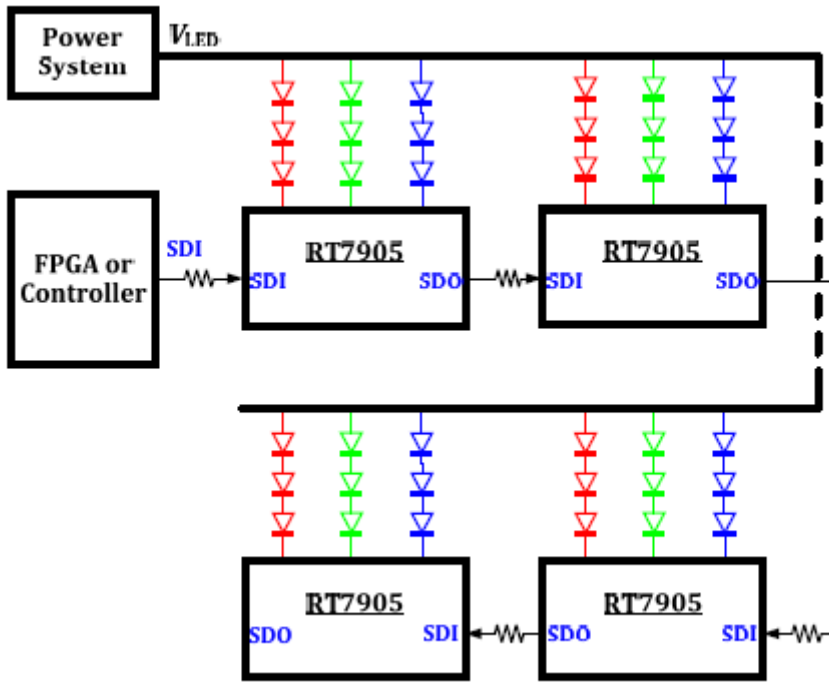 Power
System
VLED
FPGA or
Controller
SDI
RT7905
SDI
SDO
RT7905
SDI
SDO
RT7905
SDO
SDI
RT7905
SDO
SDI